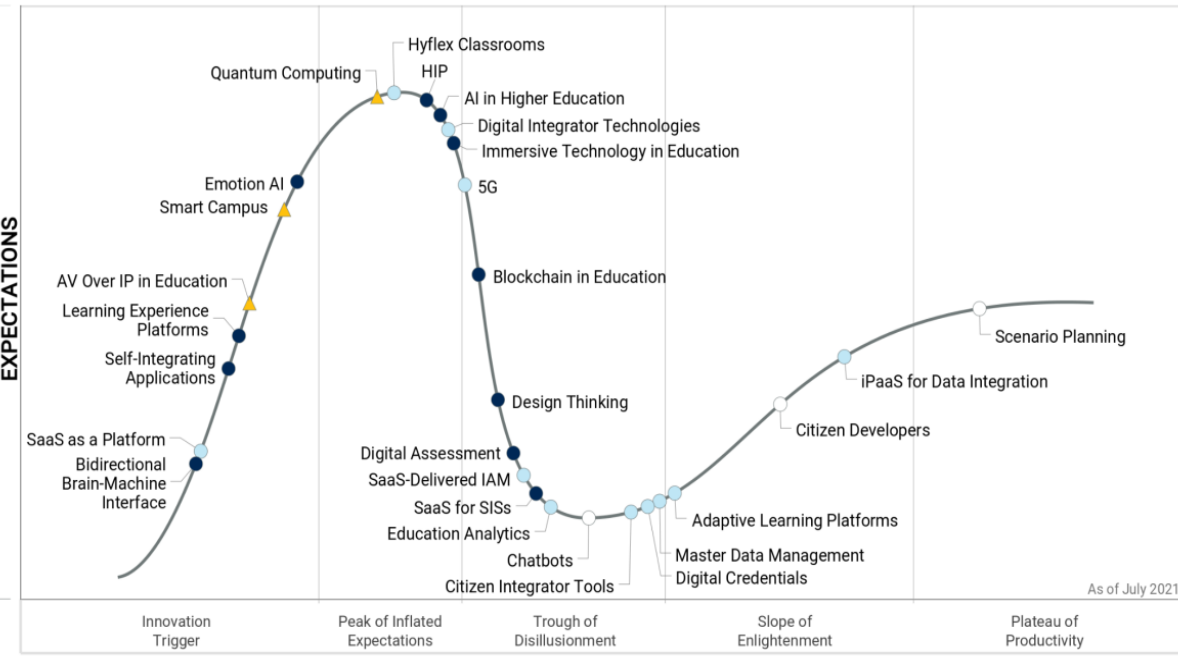 EXPECTATIONS
Hyflex Classrooms
Quantum Computing
HIP
AI in Higher Education
Digital Integrator Technologies
Immersive Technology in Education
Emotion AI
5G
Smart Campus
AV Over IP in Education
Blockchain in Education
Learning Experience
Platforms
Self-Integrating
Applications
SaaS as a Platform
Bidirectional
Brain-Machine
Interface
Design Thinking
Digital Assessment
SaaS-Delivered IAM
SaaS for SISs
Education Analytics
Chatbots
Citizen Integrator Tools
Scenario Planning
iPaaS for Data Integration
Citizen Developers
Adaptive Learning Platforms
Master Data Management
Digital Credentials
As of July 2021
Innovation
Trigger
Peak of Inflated
Expectations
Trough of
Disillusionment
Slope of
Enlightenment
Plateau of
Productivity